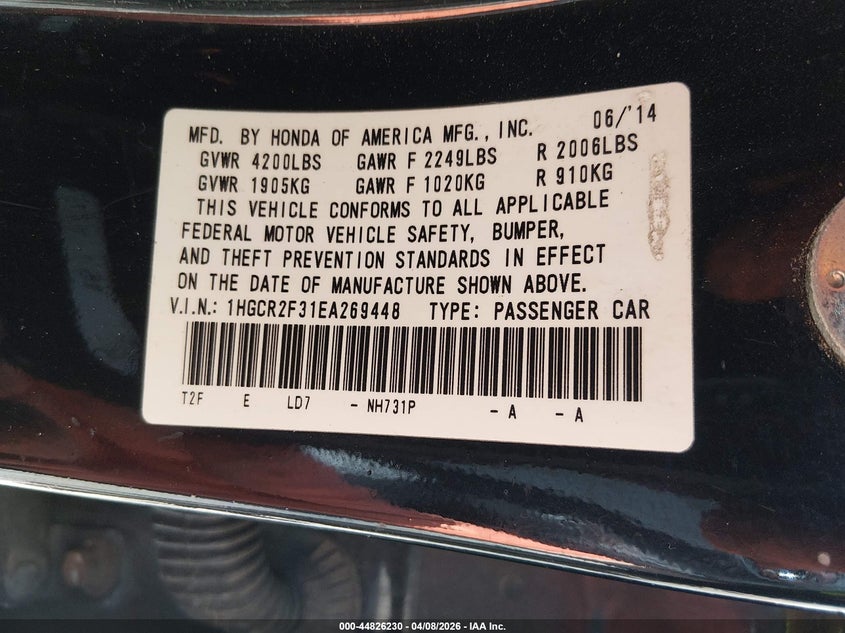 06/'14
MFD. BY HONDA OF AMERICA MFG., INC.
GVWR 4200LBS GAWR F 2249LBS R 2006LBS
GVWR 1905KG GAWR F 1020KG R 910KG
THIS VEHICLE CONFORMS TO ALL APPLICABLE
FEDERAL MOTOR VEHICLE SAFETY, BUMPER,
AND THEFT PREVENTION STANDARDS IN EFFECT
ON THE DATE OF MANUFACTURE SHOWN ABOVE.
V.I.N.: 1HGCR2F31EA269448 TYPE: PASSENGER CAR
T2F E LD7 - NH731P - A - A
000-44826230 - 04/08/2026 - IAA Inc.